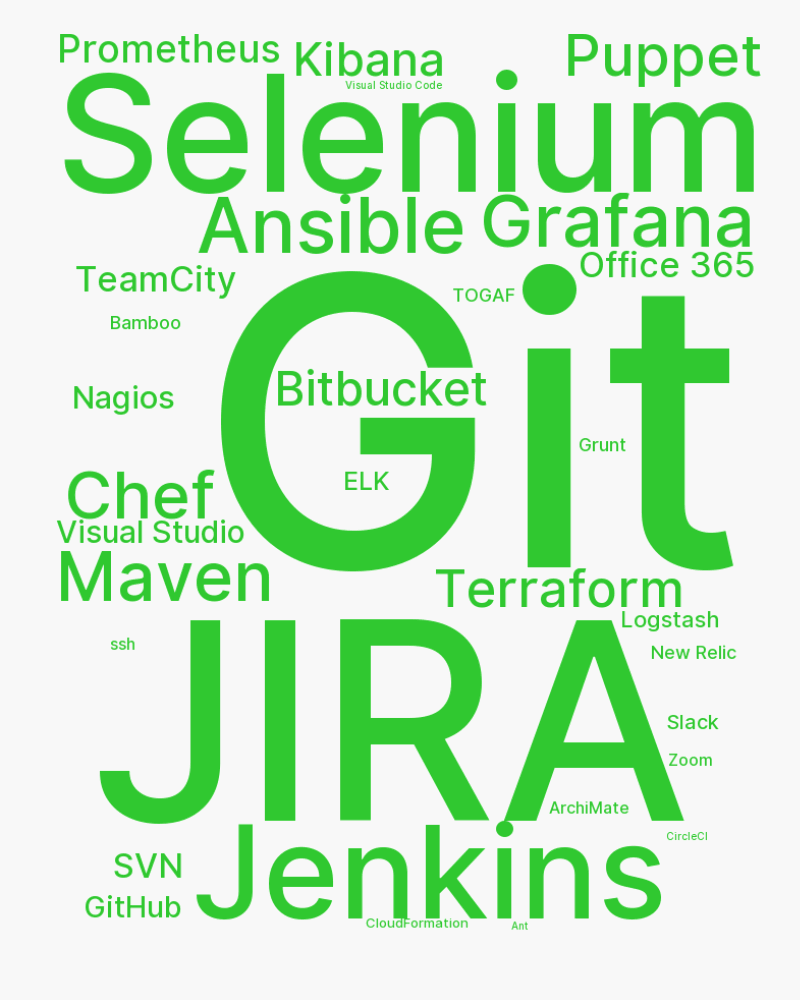 Prometheus
Kibana
Puppet
Visual Studio Code
Selenium
Ansible
Grafana
TeamCity
Office 365
TOGAF
Bamboo
Git
Bitbucket
Nagios
Grunt
ELK
Chef
Visual Studio
Maven
Terraform
Logstash
ssh
New Relic
JIRA
Slack
Zoom
ArchiMate
CircleCI
Jenkins
SVN
GitHub
CloudFormation
Ant